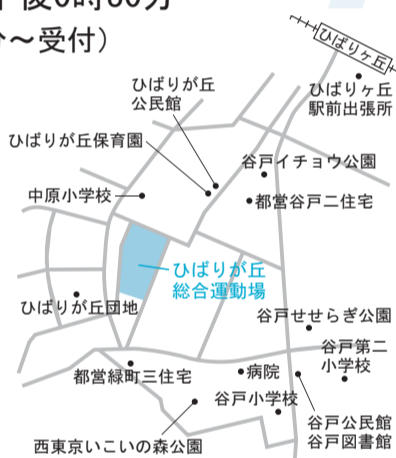 後0時30分
分～受付）
ひばりヶ丘
ひばりが丘
公民館
ひばりヶ丘
駅前出張所
ひばりが丘保育園
谷戸イチョウ公園
中原小学校
都営谷戸二住宅
ひばりが丘
総合運動場
ひばりが丘団地
谷戸せせらぎ公園
谷戸第二
小学校
都営緑町三住宅
病院
谷戸小学校
谷戸公民館
谷戸図書館
西東京いこいの森公園